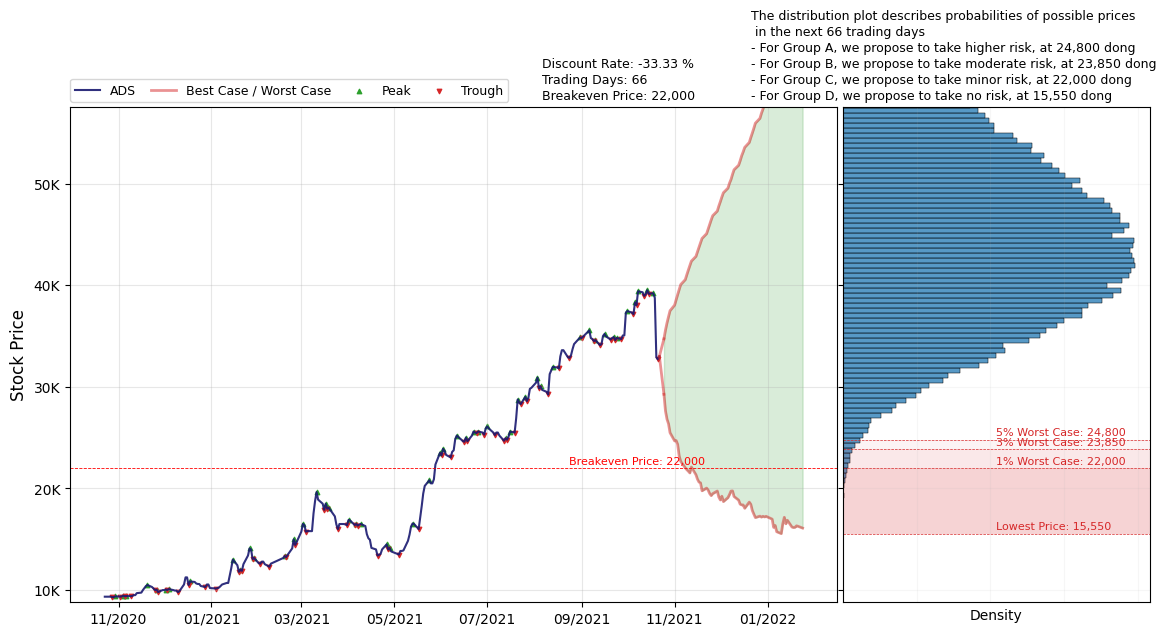 The distribution plot describes probabilities of possible prices
in the next 66 trading days
- For Group A, we propose to take higher risk, at 24,800 dong
- For Group B, we propose to take moderate risk, at 23,850 dong
- For Group C, we propose to take minor risk, at 22,000 dong
- For Group D, we propose to take no risk, at 15,550 dong
Discount Rate: -33.33 %
Trading Days: 66
Breakeven Price: 22,000
ADS
Best Case / Worst Case
Peak
Trough
Stock Price
50K
40K
30K
20K
10K
Breakeven Price: 22,000
5% Worst Case: 24,800
3% Worst Case: 23,850
1% Worst Case: 22,000
Lowest Price: 15,550
11/2020
01/2021
03/2021
05/2021
07/2021
09/2021
11/2021
01/2022
Density